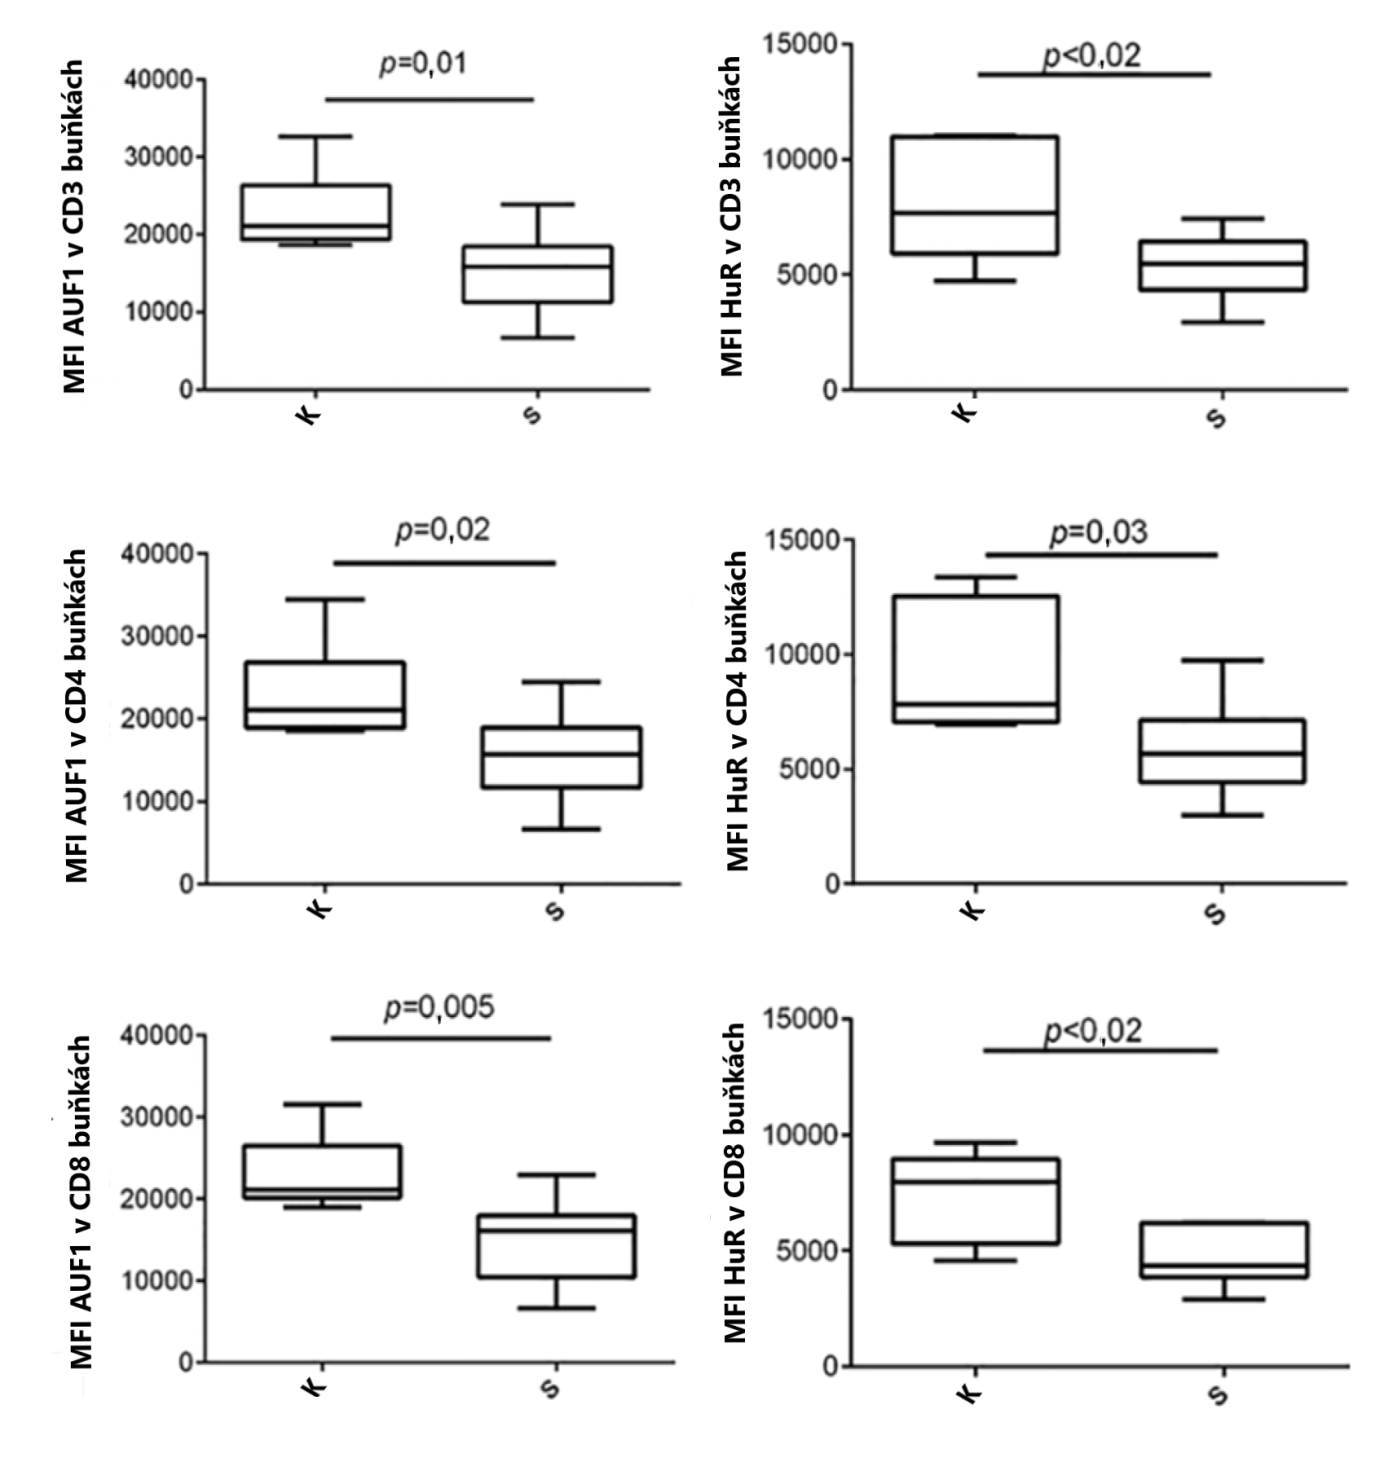 p=0,01
MFI AUF1 v CD3 buňkách
40000
30000
20000
10000
0
K
S
p<0,02
MFI HuR v CD3 buňkách
15000
10000
5000
0
K
S
p=0,02
MFI AUF1 v CD4 buňkách
40000
30000
20000
10000
0
K
S
p=0,03
MFI HuR v CD4 buňkách
15000
10000
5000
0
K
S
p=0,005
MFI AUF1 v CD8 buňkách
40000
30000
20000
10000
0
K
S
p<0,02
MFI HuR v CD8 buňkách
15000
10000
5000
0
K
S